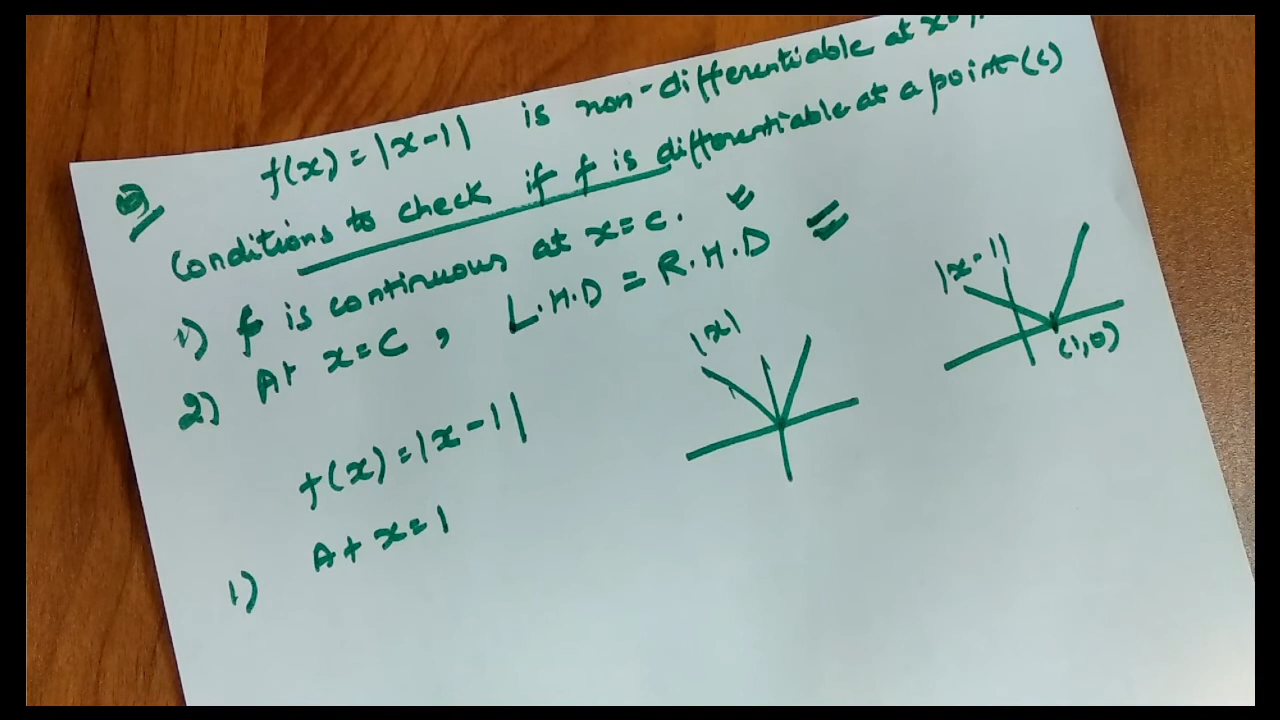 Q) f(x) = |x-1| is non-differentiable at
Conditions to check if f is differentiable at a point (c)
1) f is continuous at x=c.
2) At x=c, L.H.D = R.H.D
|x|
|x-1|
(1,0)
f(x) = |x-1|
1) At x=1